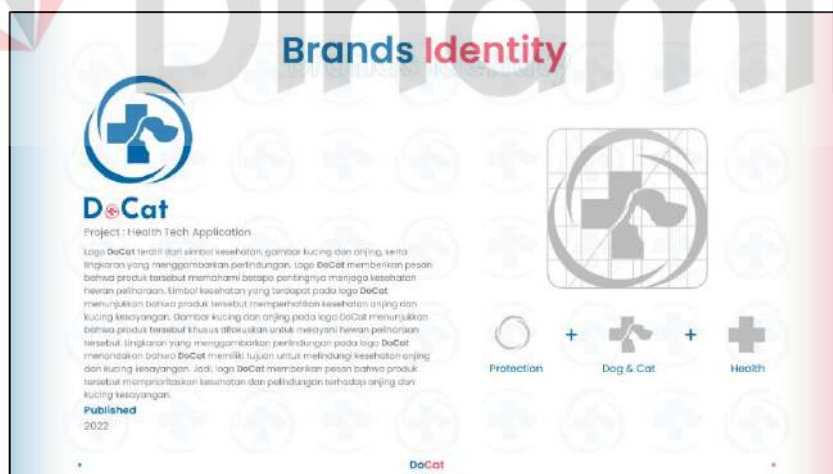 Dinami
Brands Identity
DoCat
Project : Health Tech Application
Logo DoCat terdiri dari simbol kesehatan, gambar kucing dan anjing, serta
lingkaran yang menggambarkan perlindungan. Logo DoCat memberikan pesan
bahwa produk tersebut memahami betapa pentingnya menjaga kesehatan
hewan peliharaan. Simbol kesehatan yang terdapat pada logo DoCat
menunjukkan bahwa produk tersebut memperhatikan kesehatan anjing dan
kucing kesayangan. Gambar kucing dan anjing pada logo DoCat menunjukkan
bahwa produk tersebut khusus difokuskan untuk melayani hewan peliharaan
tersebut. Lingkaran yang menggambarkan perlindungan pada logo DoCat
menandakan bahwa DoCat memiliki tujuan untuk melindungi kesehatan anjing
dan kucing kesayangan. Jadi, logo DoCat memberikan pesan bahwa produk
tersebut memprioritaskan kesehatan dan pelindungan terhadap anjing dan
kucing kesayangan.
Published
2022
+
+
Protection
Dog & Cat
Health
DoCat